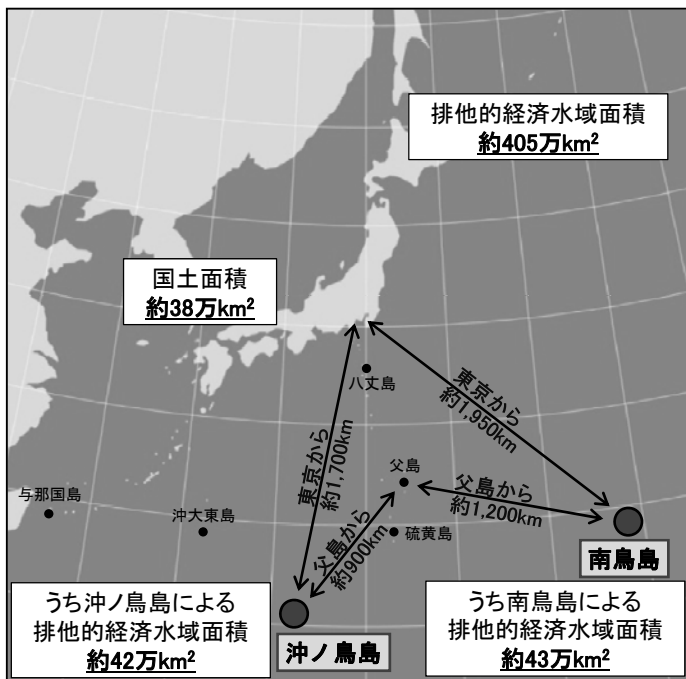 排他的経済水域面積
約405万km²
国土面積
約38万km²
八丈島
東京から
約1,950km
東京から
約1,700km
父島
父島から
約1,200km
与那国島
沖大東島
硫黄島
父島から
約900km
南鳥島
うち沖ノ鳥島による
排他的経済水域面積
約42万km²
沖ノ鳥島
うち南鳥島による
排他的経済水域面積
約43万km²